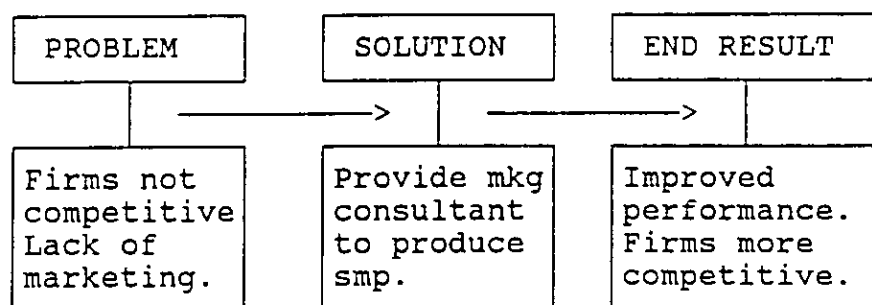 PROBLEM
SOLUTION
END RESULT
Firms not
competitive
Lack of
marketing.
Provide mkg
consultant
to produce
smp.
Improved
performance.
Firms more
competitive.